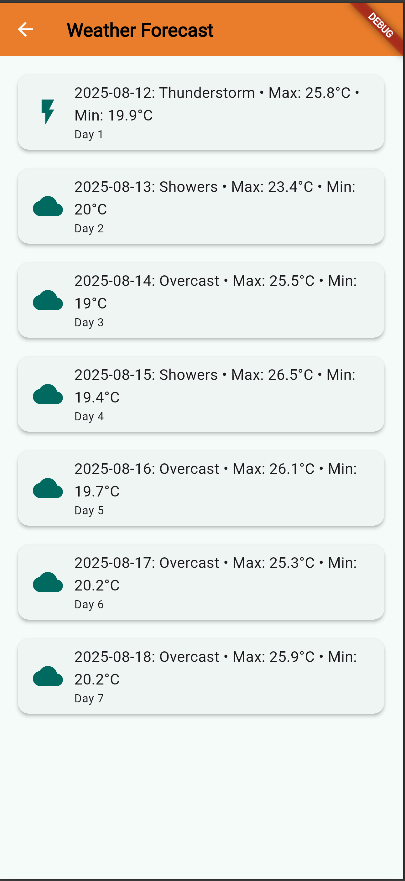 Weather Forecast
DEBUG
2025-08-12: Thunderstorm • Max: 25.8°C •
Min: 19.9°C
Day 1
2025-08-13: Showers • Max: 23.4°C • Min:
20°C
Day 2
2025-08-14: Overcast • Max: 25.5°C • Min:
19°C
Day 3
2025-08-15: Showers • Max: 26.5°C • Min:
19.4°C
Day 4
2025-08-16: Overcast • Max: 26.1°C • Min:
19.7°C
Day 5
2025-08-17: Overcast • Max: 25.3°C • Min:
20.2°C
Day 6
2025-08-18: Overcast • Max: 25.9°C • Min:
20.2°C
Day 7